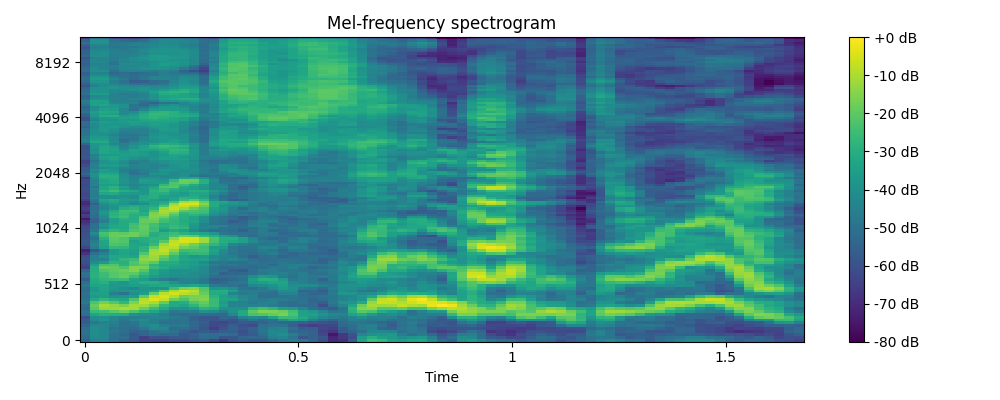 Mel-frequency spectrogram
Hz
8192
4096
2048
1024
512
0
0
0.5
1
1.5
Time
+0 dB
-10 dB
-20 dB
-30 dB
-40 dB
-50 dB
-60 dB
-70 dB
-80 dB